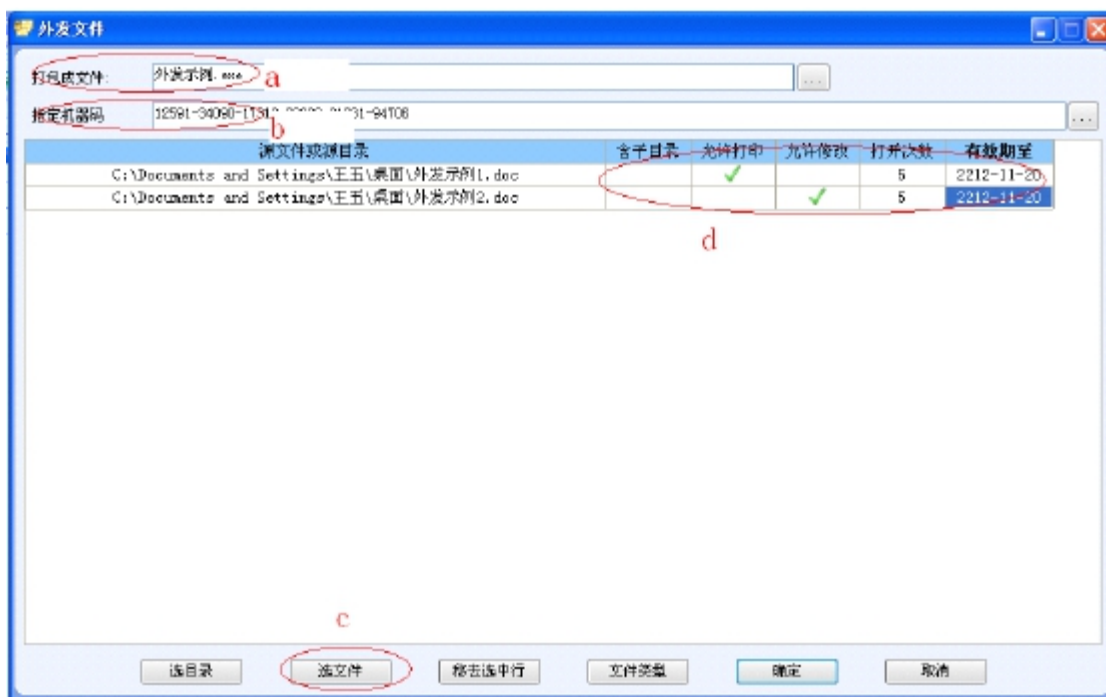 外发文件
打包成文件: 外发示例.exe a ...
指定机器码 b ...
源文件或源目录 含子目录 允许打印 允许修改 打开次数 有效期至
C:\Documents and Settings\王五\桌面\外发示例1.doc 5 2212-11-20
C:\Documents and Settings\王五\桌面\外发示例2.doc 5 2212-11-20
d
c
选目录 选文件 移去选中行 文件类型 确定 取消